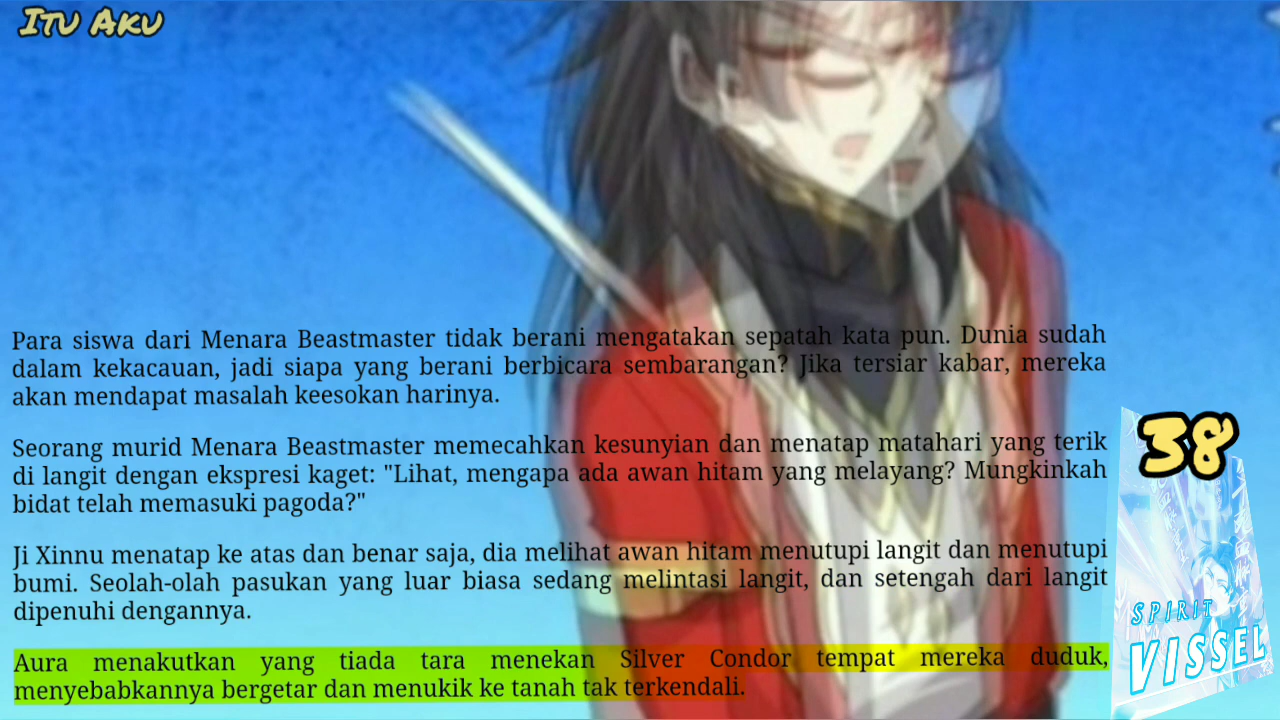 Itu Aku
Para siswa dari Menara Beastmaster tidak berani mengatakan sepatah kata pun. Dunia sudah
dalam kekacauan, jadi siapa yang berani berbicara sembarangan? Jika tersiar kabar, mereka
akan mendapat masalah keesokan harinya.
Seorang murid Menara Beastmaster memecahkan kesunyian dan menatap matahari yang terik
di langit dengan ekspresi kaget: "Lihat, mengapa ada awan hitam yang melayang? Mungkinkah
bidat telah memasuki pagoda?"
Ji Xinnu menatap ke atas dan benar saja, dia melihat awan hitam menutupi langit dan menutupi
bumi. Seolah-olah pasukan yang luar biasa sedang melintasi langit, dan setengah dari langit
dipenuhi dengannya.
Aura menakutkan yang tiada tara menekan Silver Condor tempat mereka duduk,
menyebabkannya bergetar dan menukik ke tanah tak terkendali.
38
SPIRIT
VISSEL